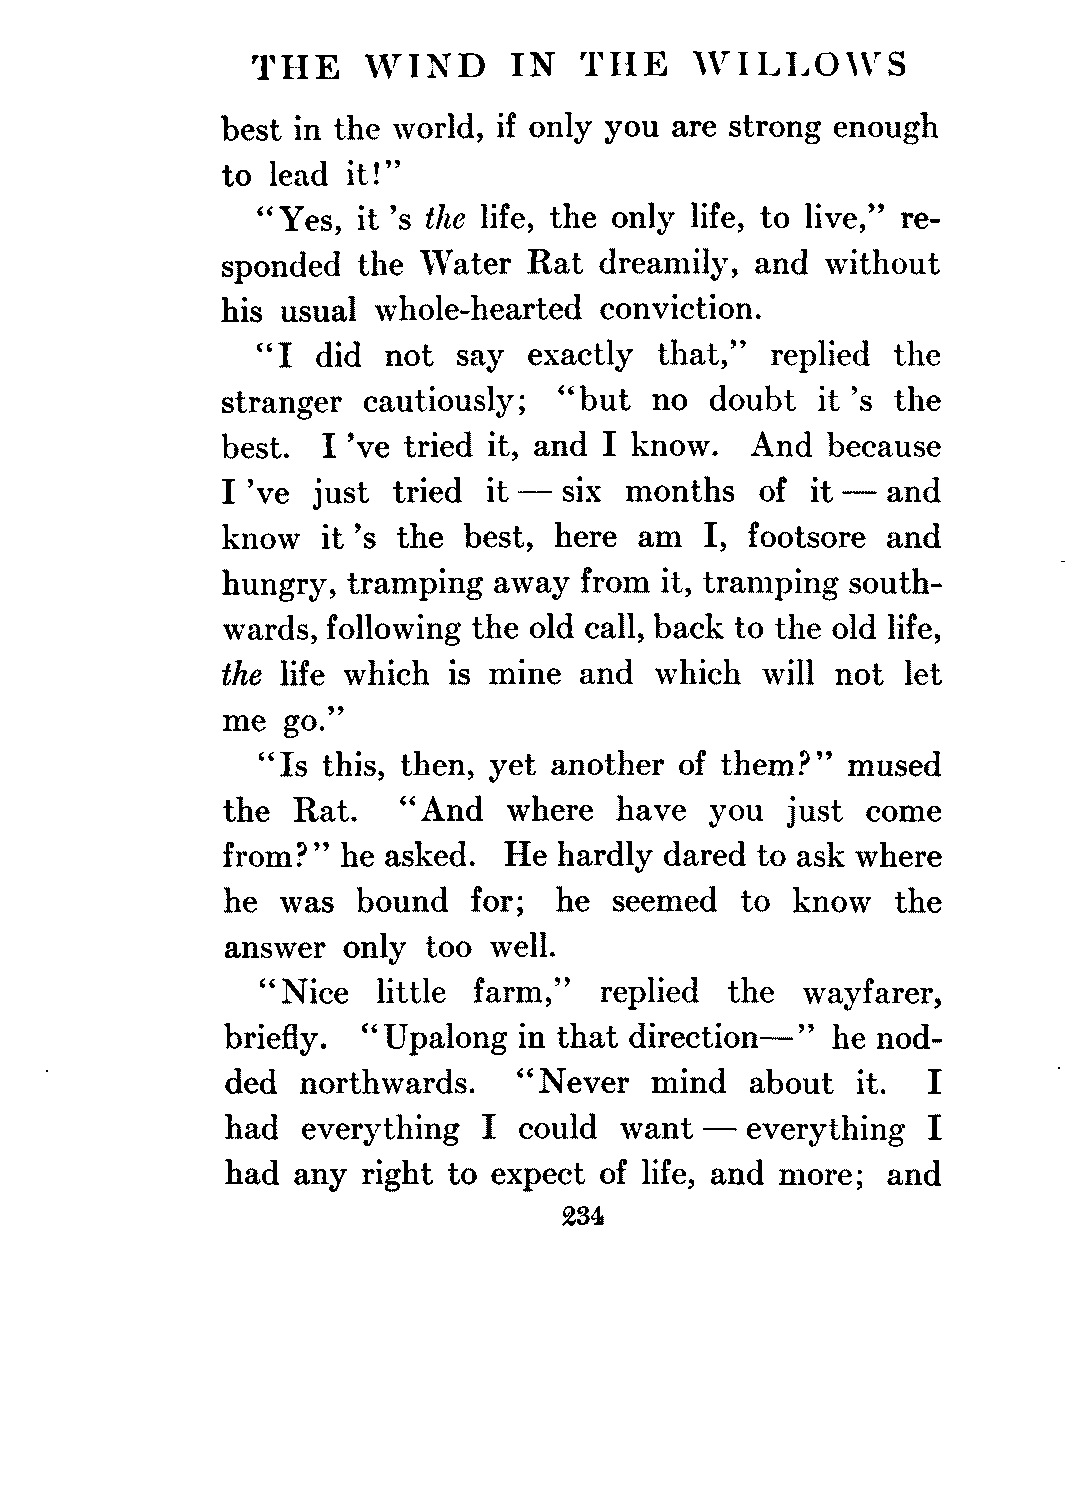 THE WIND IN THE WILLOWS
best in the world, if only you are strong enough
to lead it!”
“Yes, it ’s the life, the only life, to live,” re-
sponded the Water Rat dreamily, and without
his usual whole-hearted conviction.
“I did not say exactly that,” replied the
stranger cautiously; “but no doubt it ’s the
best. I ’ve tried it, and I know. And because
I ’ve just tried it — six months of it — and
know it ’s the best, here am I, footsore and
hungry, tramping away from it, tramping south-
wards, following the old call, back to the old life,
the life which is mine and which will not let
me go.”
“Is this, then, yet another of them?” mused
the Rat. “And where have you just come
from?” he asked. He hardly dared to ask where
he was bound for; he seemed to know the
answer only too well.
“Nice little farm,” replied the wayfarer,
briefly. “Upalong in that direction—” he nod-
ded northwards. “Never mind about it. I
had everything I could want — everything I
had any right to expect of life, and more; and
234